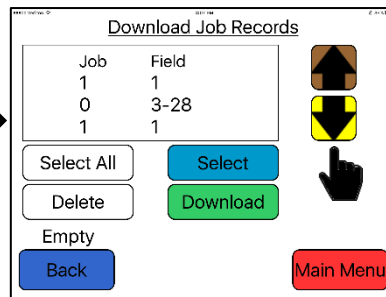 Download Job Records
Job Field
1 1
0 3-28
1 1
Select All Select
Delete Download
Empty
Back Main Menu